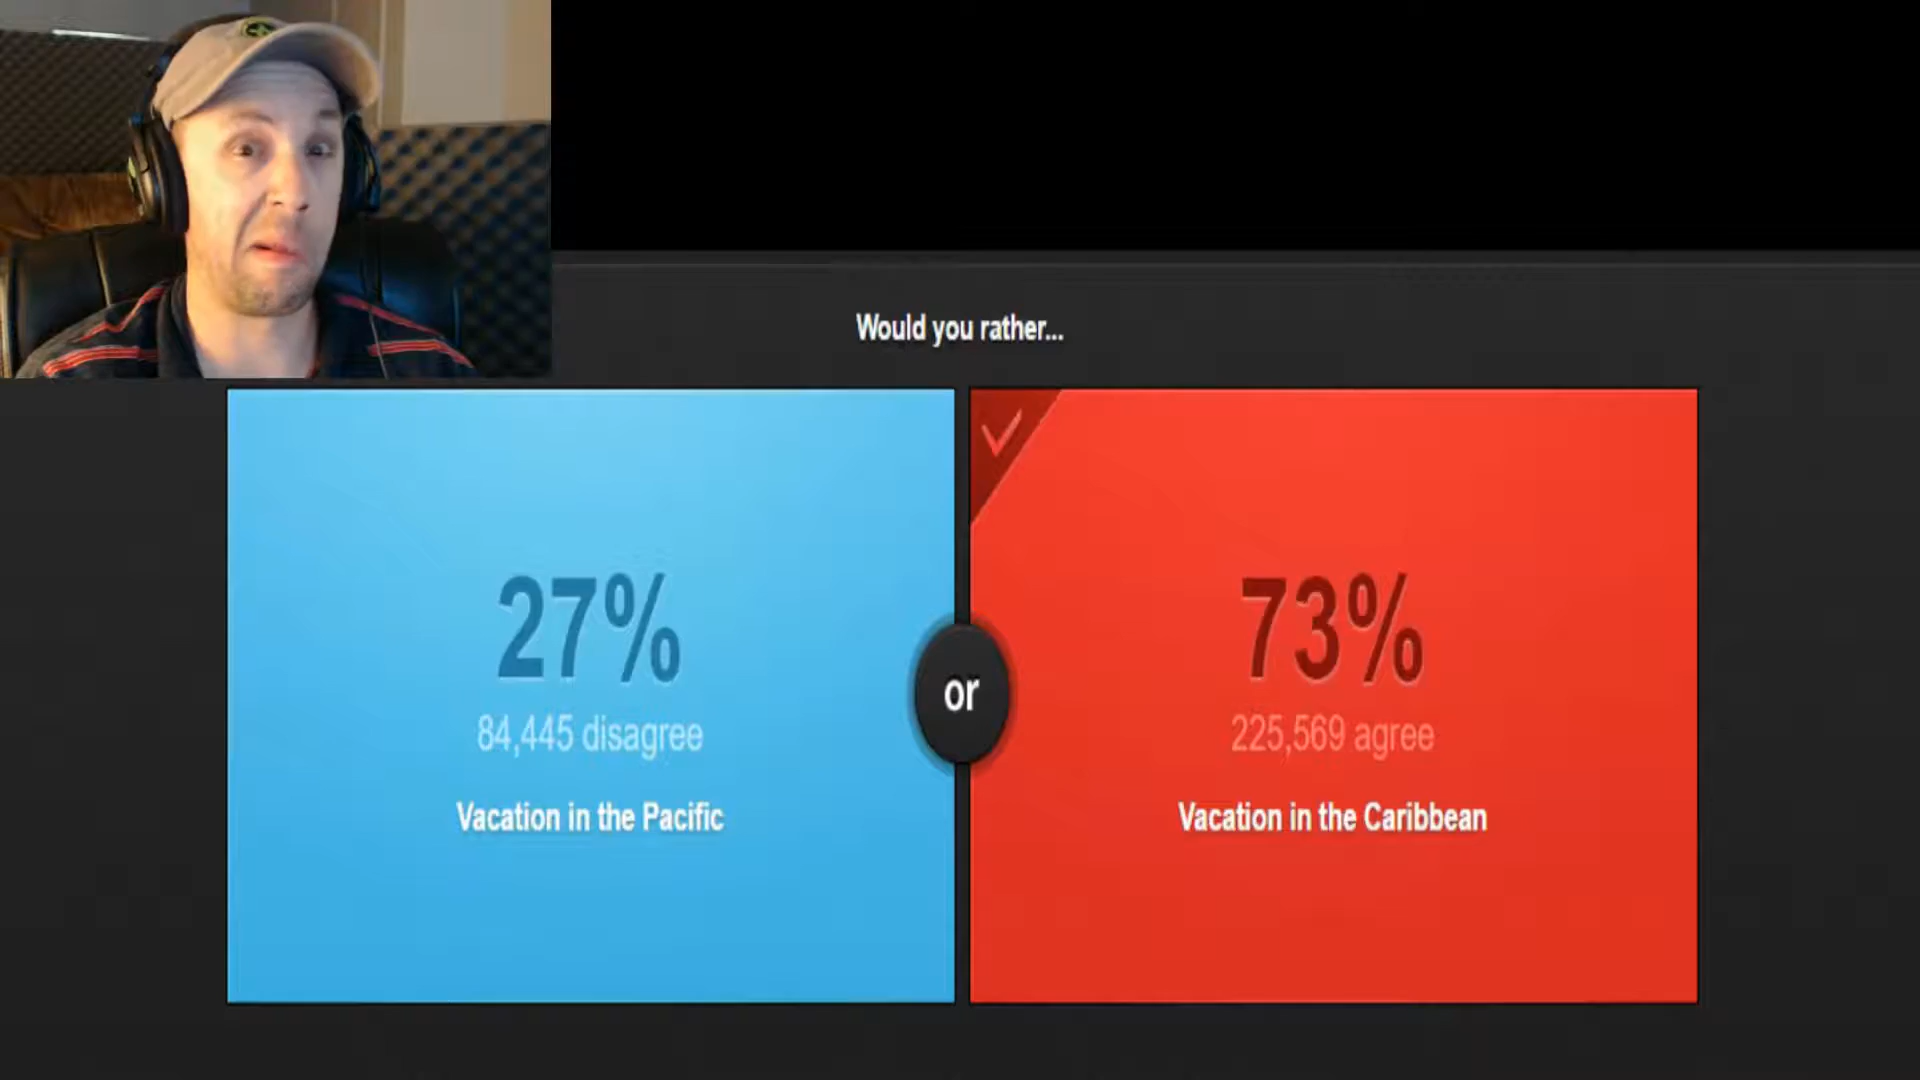 Would you rather...
27%
84,445 disagree
Vacation in the Pacific
or
73%
225,569 agree
Vacation in the Caribbean